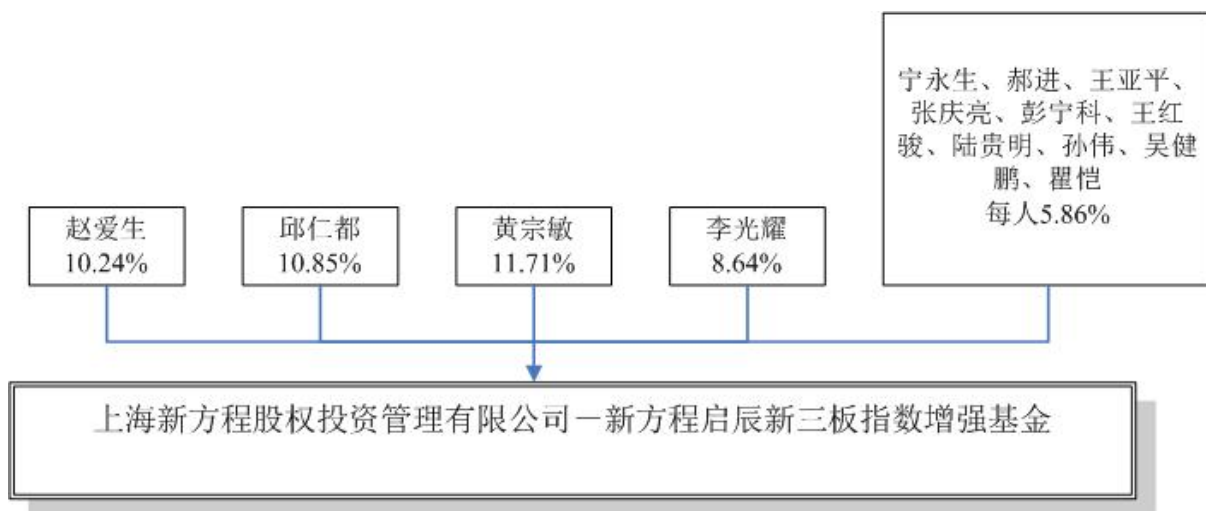 宁永生、郝进、王亚平、
张庆亮、彭宁科、王红
骏、陆贵明、孙伟、吴健
鹏、瞿恺
每人5.86%
赵爱生
10.24%
邱仁都
10.85%
黄宗敏
11.71%
李光耀
8.64%
上海新方程股权投资管理有限公司－新方程启辰新三板指数增强基金